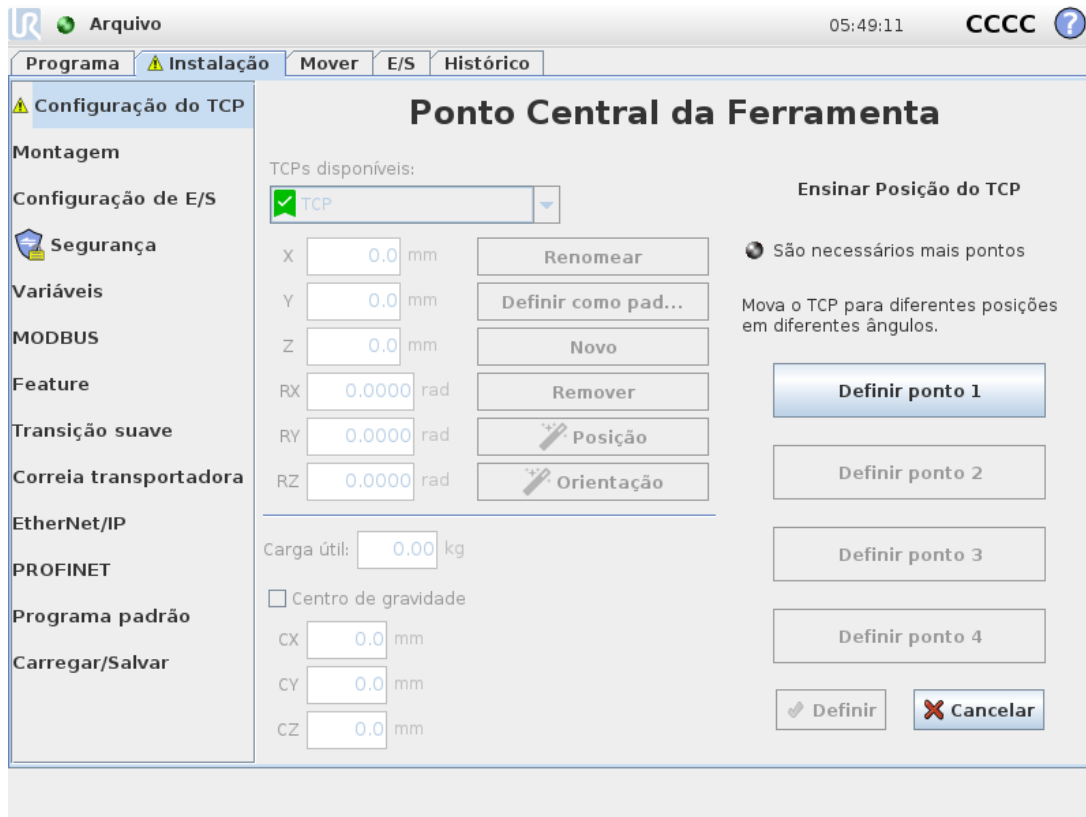 Arquivo
05:49:11
CCCC
?
Programa
Instalação
Mover
E/S
Histórico
Configuração do TCP
Montagem
Configuração de E/S
Segurança
Variáveis
MODBUS
Feature
Transição suave
Correia transportadora
EtherNet/IP
PROFINET
Programa padrão
Carregar/Salvar
Ponto Central da Ferramenta
TCPs disponíveis:
TCP
X 0.0 mm
Renomear
Y 0.0 mm
Definir como pad...
Z 0.0 mm
Novo
RX 0.0000 rad
Remover
RY 0.0000 rad
Posição
RZ 0.0000 rad
Orientação
Carga útil: 0.00 kg
Centro de gravidade
CX 0.0 mm
CY 0.0 mm
CZ 0.0 mm
Ensinar Posição do TCP
São necessários mais pontos
Mova o TCP para diferentes posições
em diferentes ângulos.
Definir ponto 1
Definir ponto 2
Definir ponto 3
Definir ponto 4
Definir
Cancelar